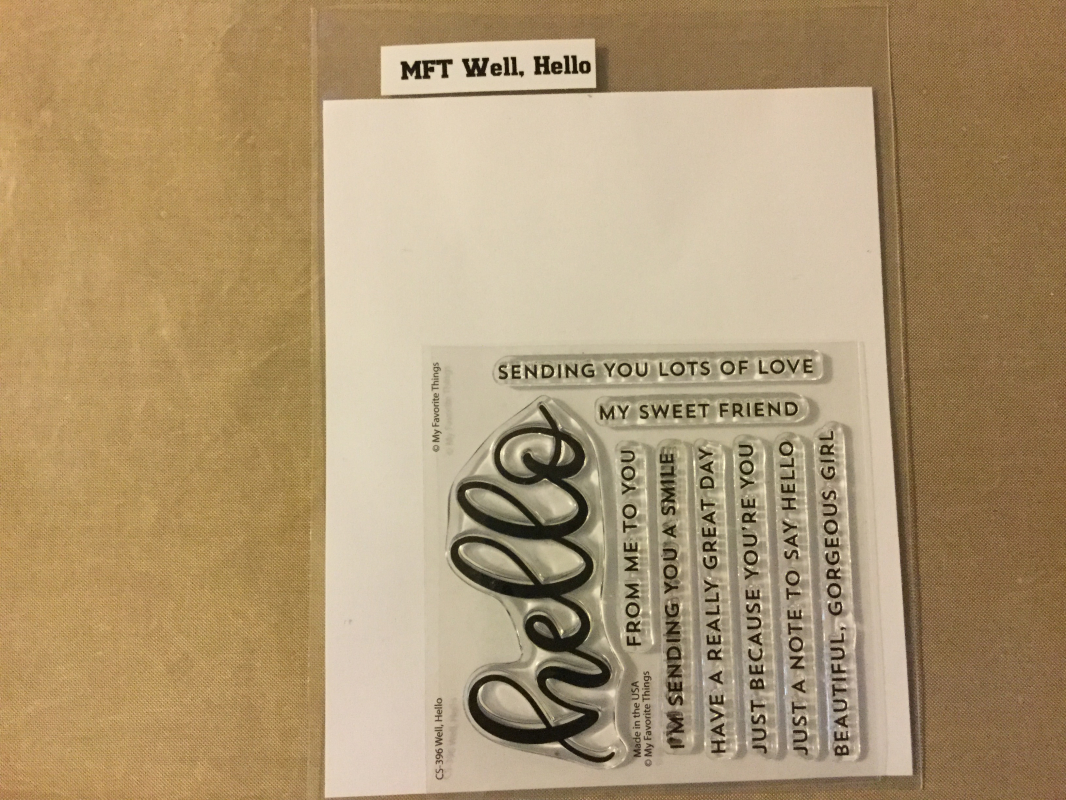 MFT Well, Hello
© My Favorite Things
CS-396 Well, Hello
SENDING YOU LOTS OF LOVE
MY SWEET FRIEND
hello
FROM ME TO YOU
Made in the USA
© My Favorite Things
I'M SENDING YOU A SMILE
HAVE A REALLY GREAT DAY
JUST BECAUSE YOU'RE YOU
JUST A NOTE TO SAY HELLO
BEAUTIFUL, GORGEOUS GIRL